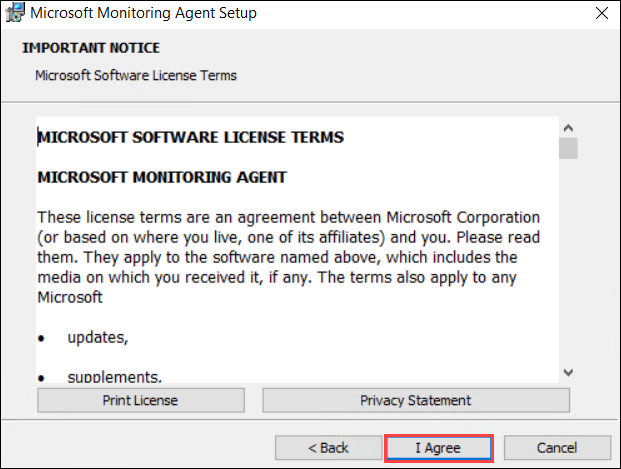 Microsoft Monitoring Agent Setup
IMPORTANT NOTICE
Microsoft Software License Terms
MICROSOFT SOFTWARE LICENSE TERMS
MICROSOFT MONITORING AGENT
These license terms are an agreement between Microsoft Corporation
(or based on where you live, one of its affiliates) and you. Please read
them. They apply to the software named above, which includes the
media on which you received it, if any. The terms also apply to any
Microsoft
• updates,
• supplements,
Print License
Privacy Statement
< Back
I Agree
Cancel